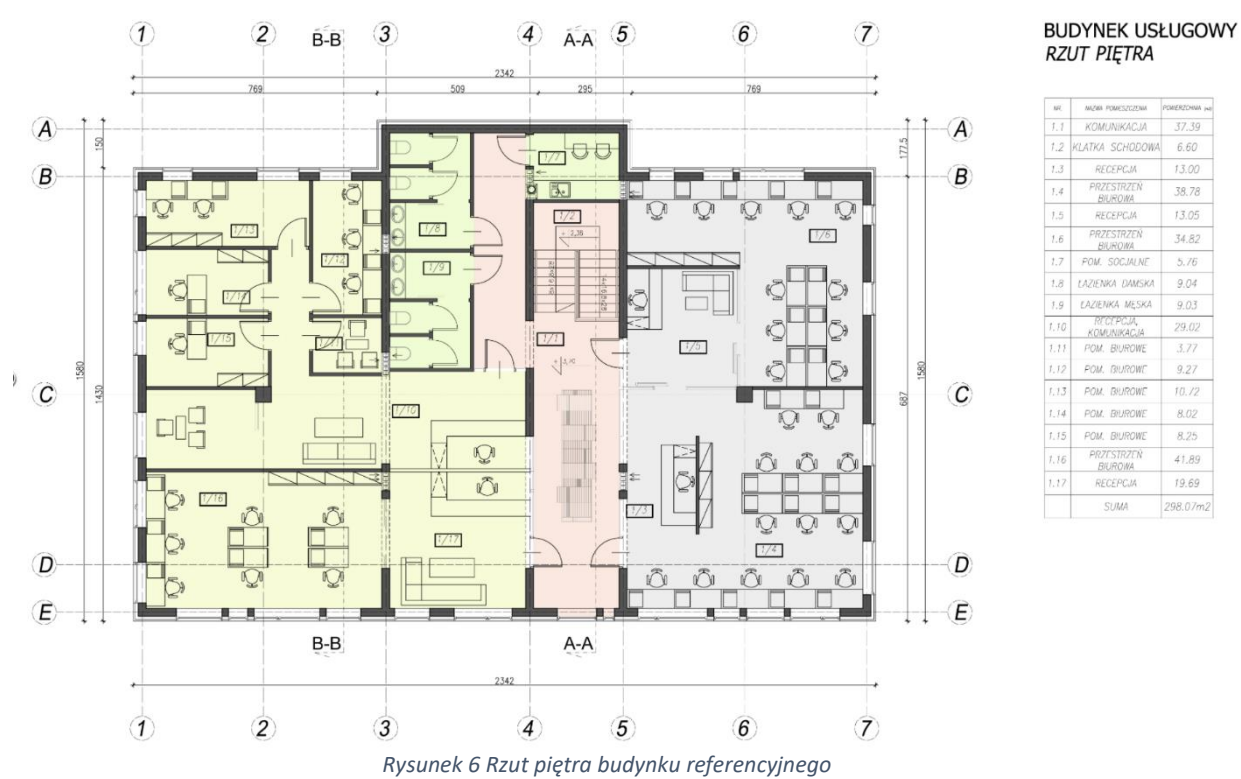 BUDYNEK USŁUGOWY
RZUT PIĘTRA
1 2 B-B 3 4 A-A 5 6 7
2342
769 509 295 769
A A
150 177.5
B B
1/7
1/2
1/8
1/6
1/13
1/12
1/9
1/14
1/1
1/15
1/11
1/5
1580 1430 687 1580
C C
1/10
1/16
1/3
1/17
1/4
D D
E E
B-B A-A
2342
1 2 3 4 5 6 7
NR. NAZWA POMIESZCZENIA POWIERZCHNIA
1.1 KOMUNIKACJA 37.39
1.2 KLATKA SCHODOWA 6.60
1.3 RECEPCJA 13.00
1.4 PRZESTRZEŃ BIUROWA 38.78
1.5 RECEPCJA 13.05
1.6 PRZESTRZEŃ BIUROWA 34.82
1.7 POM. SOCJALNE 5.76
1.8 ŁAZIENKA DAMSKA 9.04
1.9 ŁAZIENKA MĘSKA 9.03
1.10 RECEPCJA, KOMUNIKACJA 29.02
1.11 POM. BIUROWE 3.77
1.12 POM. BIUROWE 9.27
1.13 POM. BIUROWE 10.72
1.14 POM. BIUROWE 8.02
1.15 POM. BIUROWE 8.25
1.16 PRZESTRZEŃ BIUROWA 41.89
1.17 RECEPCJA 19.69
SUMA 298.07m2
Rysunek 6 Rzut piętra budynku referencyjnego